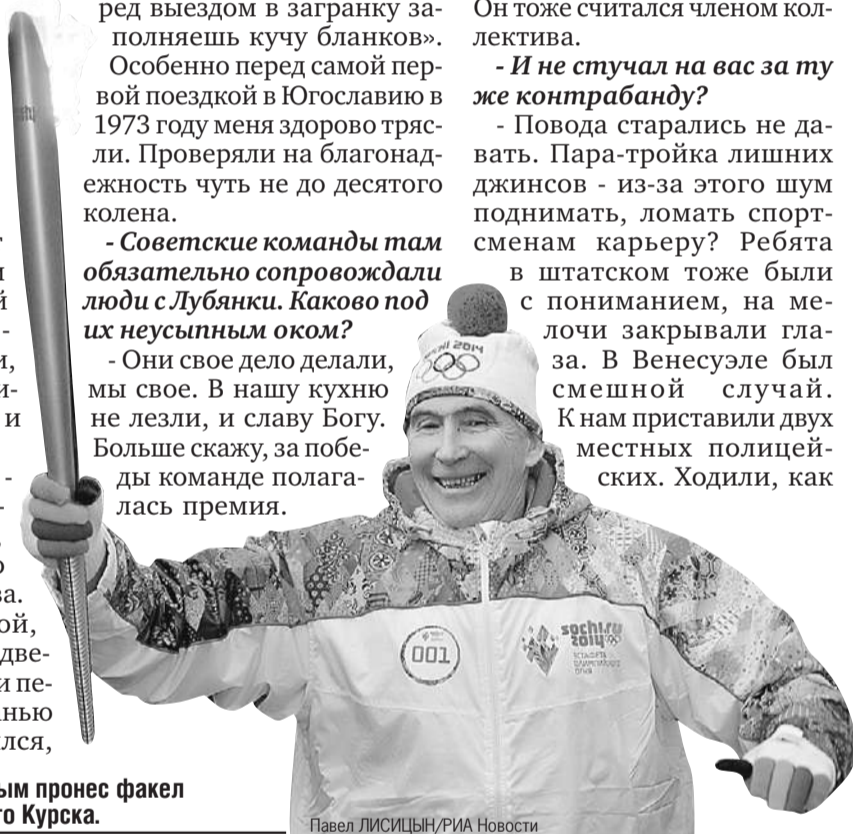 ред выездом в загранку за-
полняешь кучу бланков».
Особенно перед самой пер-
вой поездкой в Югославию в
1973 году меня здорово тряс-
ли. Проверяли на благонад-
ежность чуть не до десятого
колена.
- Советские команды там
обязательно сопровождали
люди с Лубянки. Каково под
их неусыпным оком?
- Они свое дело делали,
мы свое. В нашу кухню
не лезли, и славу Богу.
Больше скажу, за побе-
ды команде полага-
лась премия.
Он тоже считался членом кол-
лектива.
- И не стучал на вас за ту
же контрабанду?
- Повода старались не да-
вать. Пара-тройка лишних
джинсов - из-за этого шум
поднимать, ломать спорт-
сменам карьеру? Ребята
в штатском тоже были
с пониманием, на ме-
лочи закрывали гла-
за. В Венесуэле был
смешной случай.
К нам приставили двух
местных полицей-
ских. Ходили, как
2014
001
sochi.ru
2014
ЭСТАФЕТА
ОЛИМПИЙСКОГО
ОГНЯ
ым пронес факел
го Курска.
Павел ЛИСИЦЫН/РИА Новости